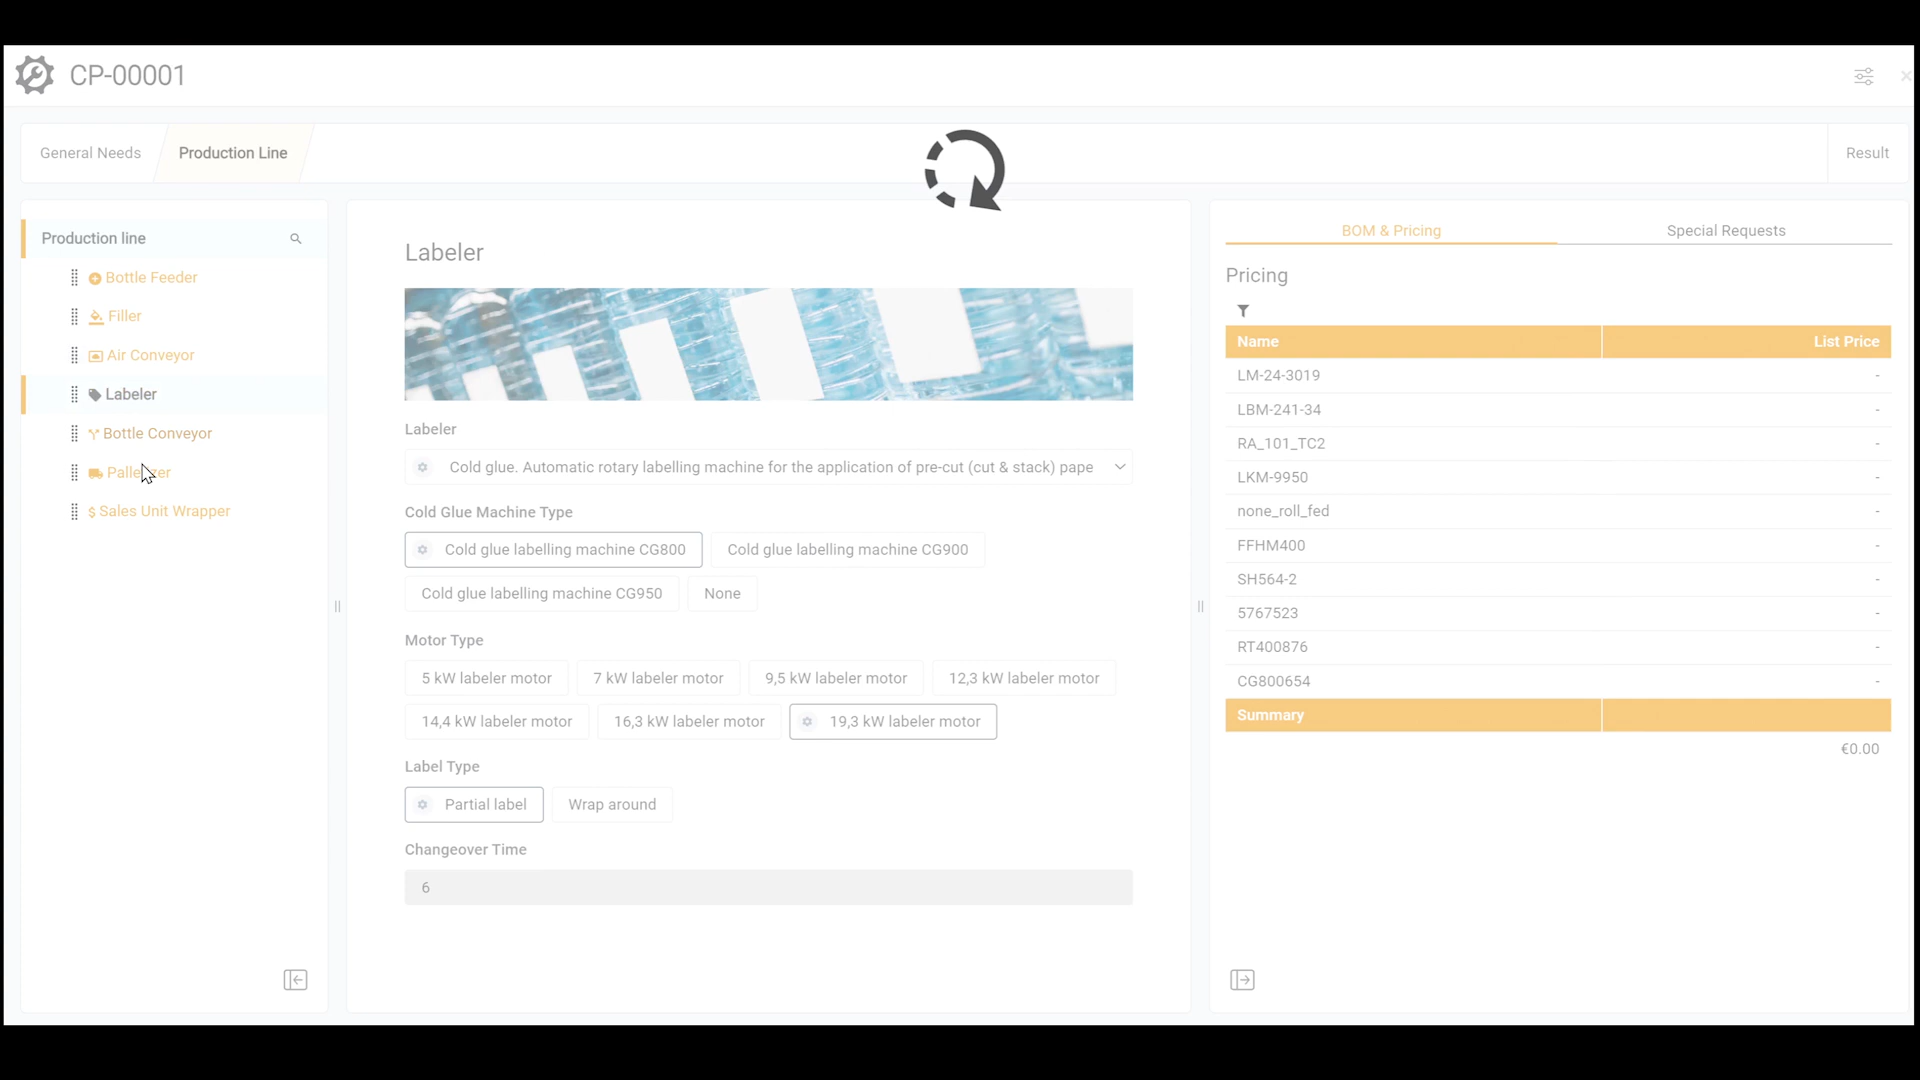 CP-00001
General Needs
Production Line
Result
Production line
Bottle Feeder
Filler
Air Conveyor
Labeler
Bottle Conveyor
Sales Unit Wrapper
Labeler
Labeler
Cold glue. Automatic rotary labelling machine for the application of pre-cut (cut & stack) pape
Cold Glue Machine Type
Cold glue labelling machine CG800
Cold glue labelling machine CG900
Cold glue labelling machine CG950
None
Motor Type
5 kW labeler motor
7 kW labeler motor
9,5 kW labeler motor
12,3 kW labeler motor
14,4 kW labeler motor
16,3 kW labeler motor
19,3 kW labeler motor
Label Type
Partial label
Wrap around
Changeover Time
6
BOM & Pricing
Special Requests
Pricing
Name List Price
LM-24-3019 -
LBM-241-34 -
RA_101_TC2 -
LKM-9950 -
none_roll_fed -
FFHM400 -
SH564-2 -
5767523 -
RT400876 -
CG800654 -
Summary
€0.00